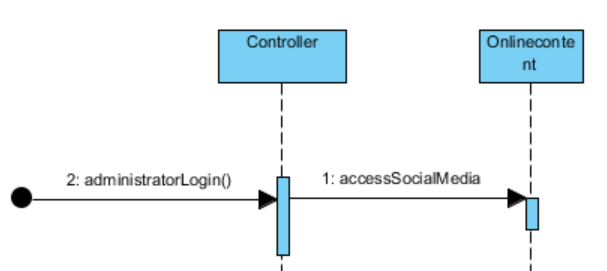 Controller
Onlineconte
nt
2: administratorLogin()
1: accessSocialMedia